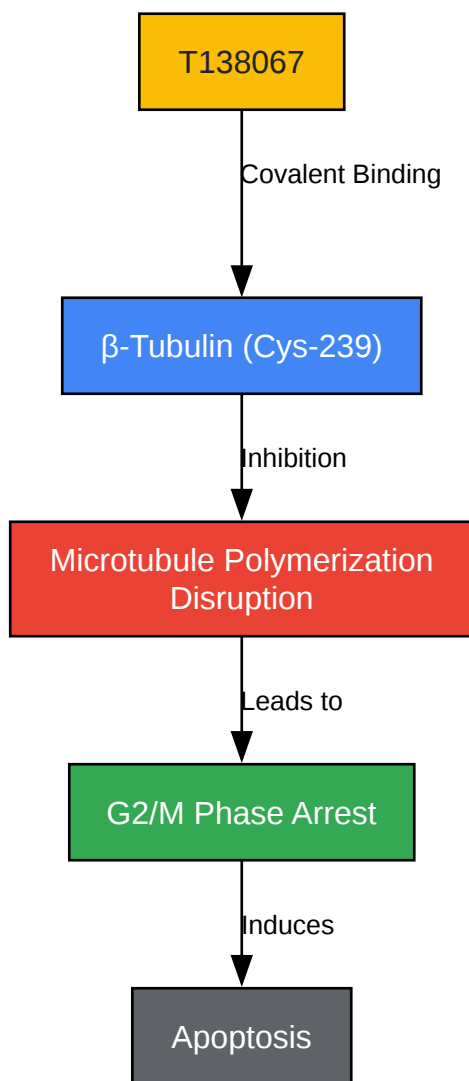 T138067
Covalent Binding
β-Tubulin (Cys-239)
Inhibition
Microtubule Polymerization
Disruption
Leads to
G2/M Phase Arrest
Induces
Apoptosis